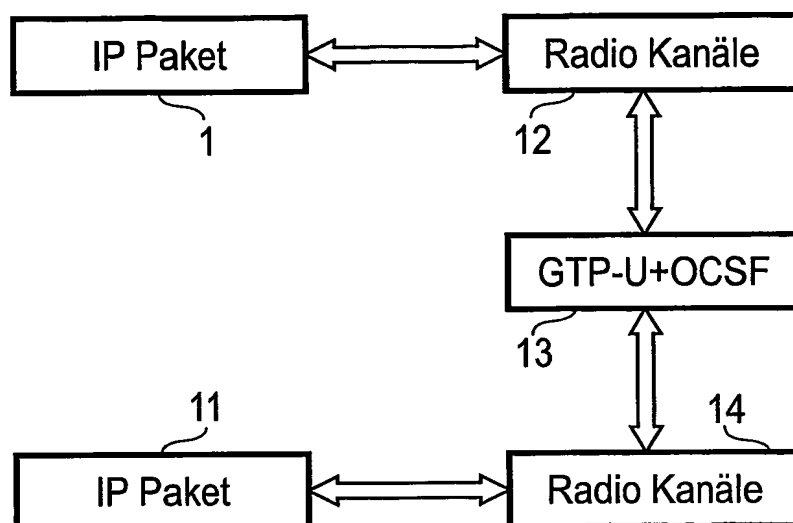 IP Paket
Radio Kanäle
1
12
GTP-U+OCSF
13
11
14
IP Paket
Radio Kanäle